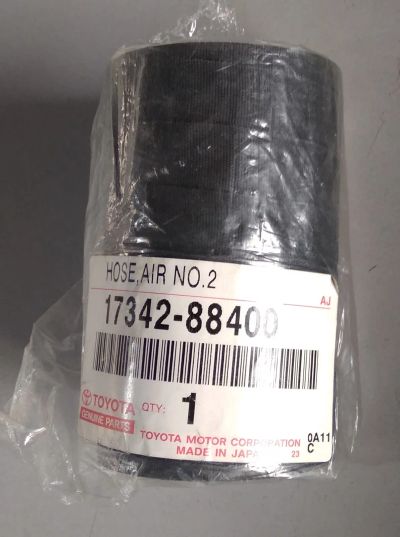 HOSE, AIR NO.2
AJ
17342-88400
TOYOTA QTY: 1
GENUINE PARTS
TOYOTA MOTOR CORPORATION 0A11
MADE IN JAPAN 23 C